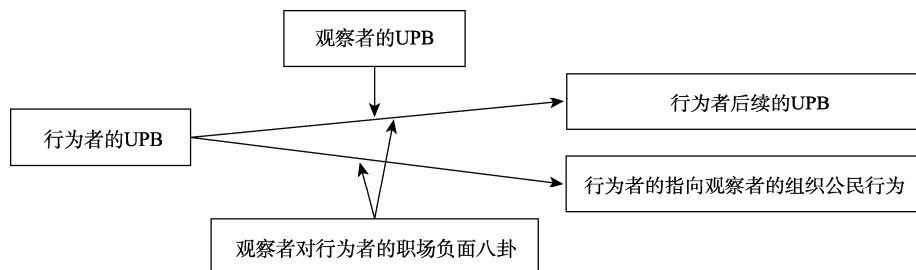 观察者的UPB
行为者后续的UPB
行为者的UPB
行为者的指向观察者的组织公民行为
观察者对行为者的职场负面八卦